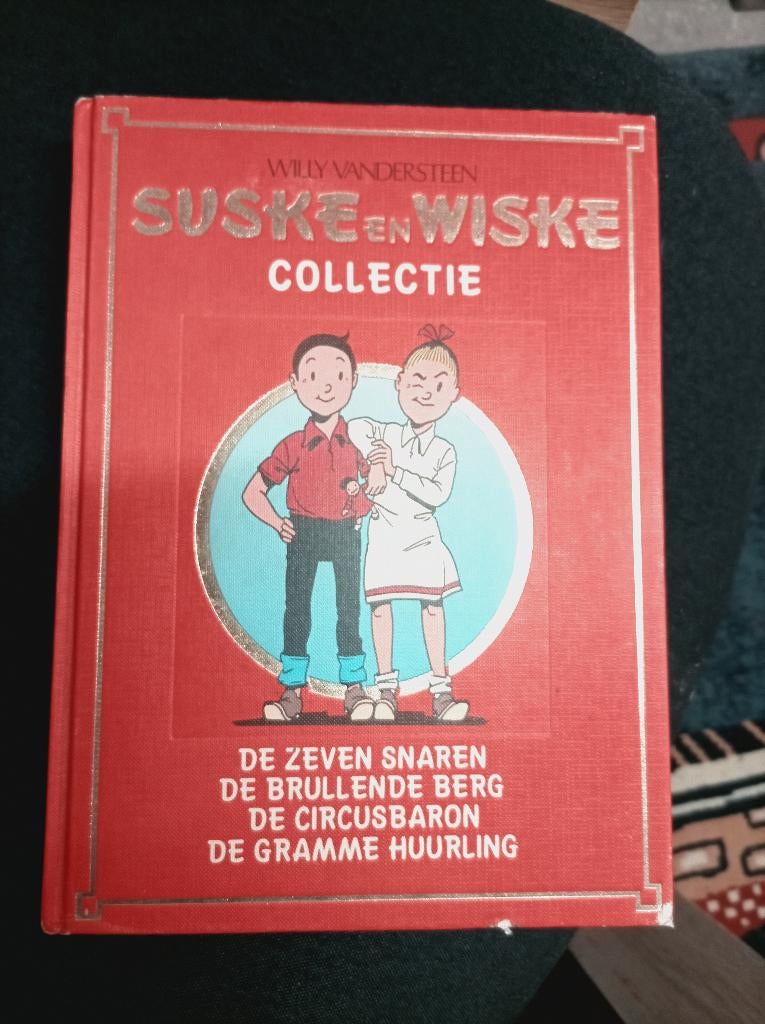 WILLY VANDERSTEEN
SUSKE EN WISKE
COLLECTIE
DE ZEVEN SNAREN
DE BRULLENDE BERG
DE CIRCUSBARON
DE GRAMME HUURLING